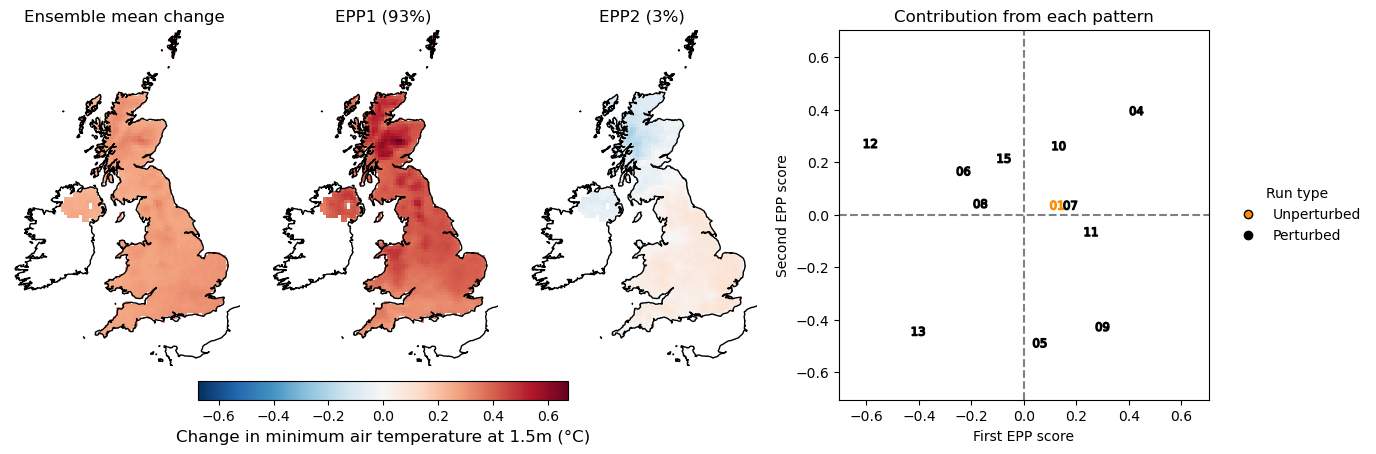 Ensemble mean change
EPP1 (93%)
EPP2 (3%)
Contribution from each pattern
0.6
0.4
0.2
0.0
−0.2
−0.4
−0.6
Second EPP score
04
12
10
15
06
08
01
07
11
13
09
05
−0.6 −0.4 −0.2 0.0 0.2 0.4 0.6
First EPP score
Run type
Unperturbed
Perturbed
−0.6 −0.4 −0.2 0.0 0.2 0.4 0.6
Change in minimum air temperature at 1.5m (°C)